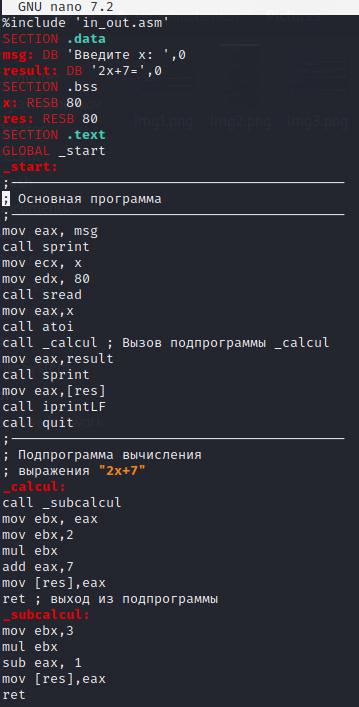 GNU nano 7.2
%include 'in_out.asm'
SECTION .data
msg: DB 'Введите x: ',0
result: DB '2x+7=',0
SECTION .bss
x: RESB 80
res: RESB 80
SECTION .text
GLOBAL _start
_start:
;------------------------------------------
; Основная программа
;------------------------------------------
mov eax, msg
call sprint
mov ecx, x
mov edx, 80
call sread
mov eax,x
call atoi
call _calcul ; Вызов подпрограммы _calcul
mov eax,result
call sprint
mov eax,[res]
call iprintLF
call quit
;------------------------------------------
; Подпрограмма вычисления
; выражения "2x+7"
_calcul:
call _subcalcul
mov ebx, eax
mov ebx,2
mul ebx
add eax,7
mov [res],eax
ret ; выход из подпрограммы
_subcalcul:
mov ebx,3
mul ebx
sub eax, 1
mov [res],eax
ret